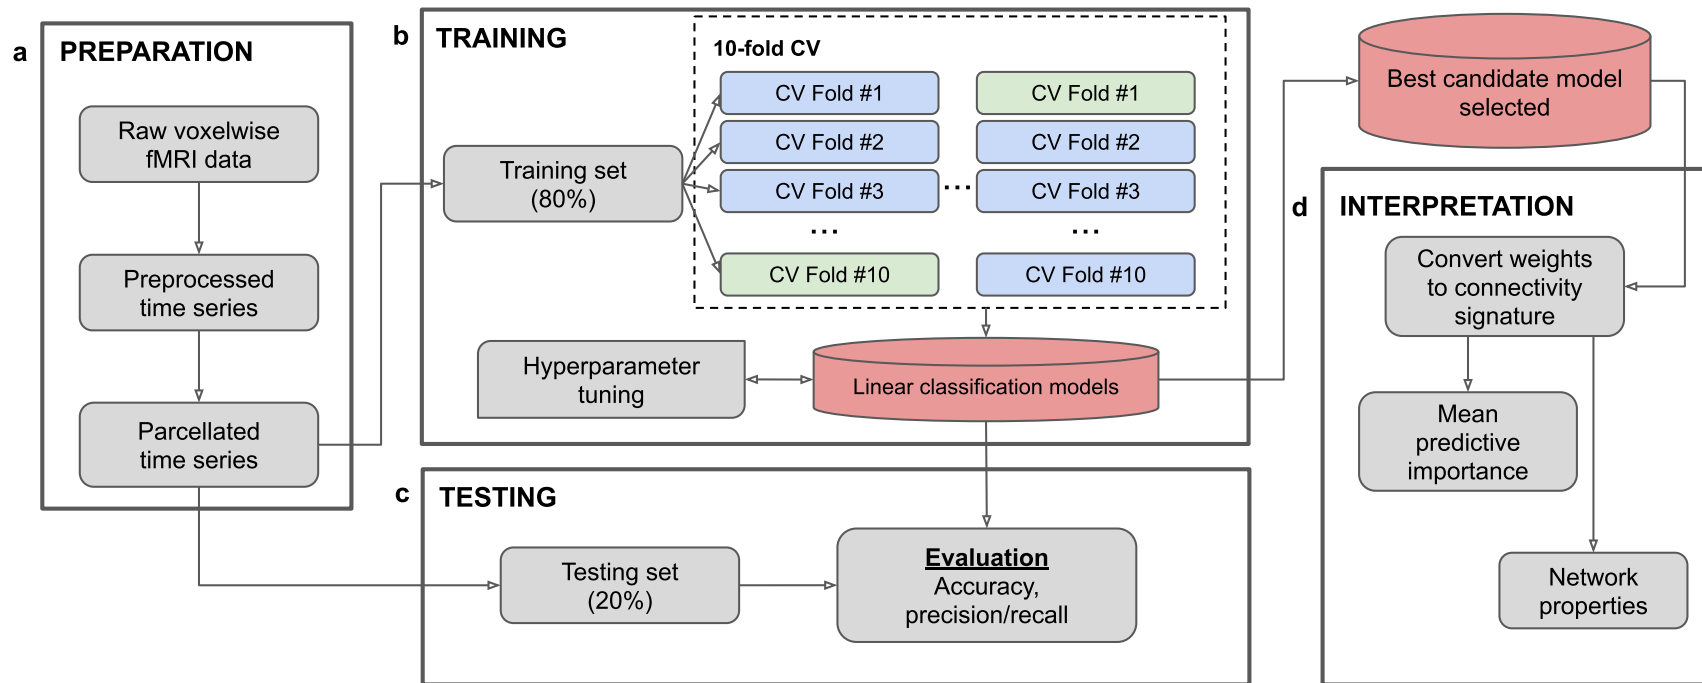 a
PREPARATION
Raw voxelwise
fMRI data
Preprocessed
time series
Parcellated
time series
b
TRAINING
Training set
(80%)
10-fold CV
CV Fold #1
CV Fold #2
CV Fold #3
...
CV Fold #10
...
CV Fold #1
CV Fold #2
CV Fold #3
...
CV Fold #10
Hyperparameter
tuning
Linear classification models
c
TESTING
Testing set
(20%)
Evaluation
Accuracy,
precision/recall
Best candidate model
selected
d
INTERPRETATION
Convert weights
to connectivity
signature
Mean
predictive
importance
Network
properties